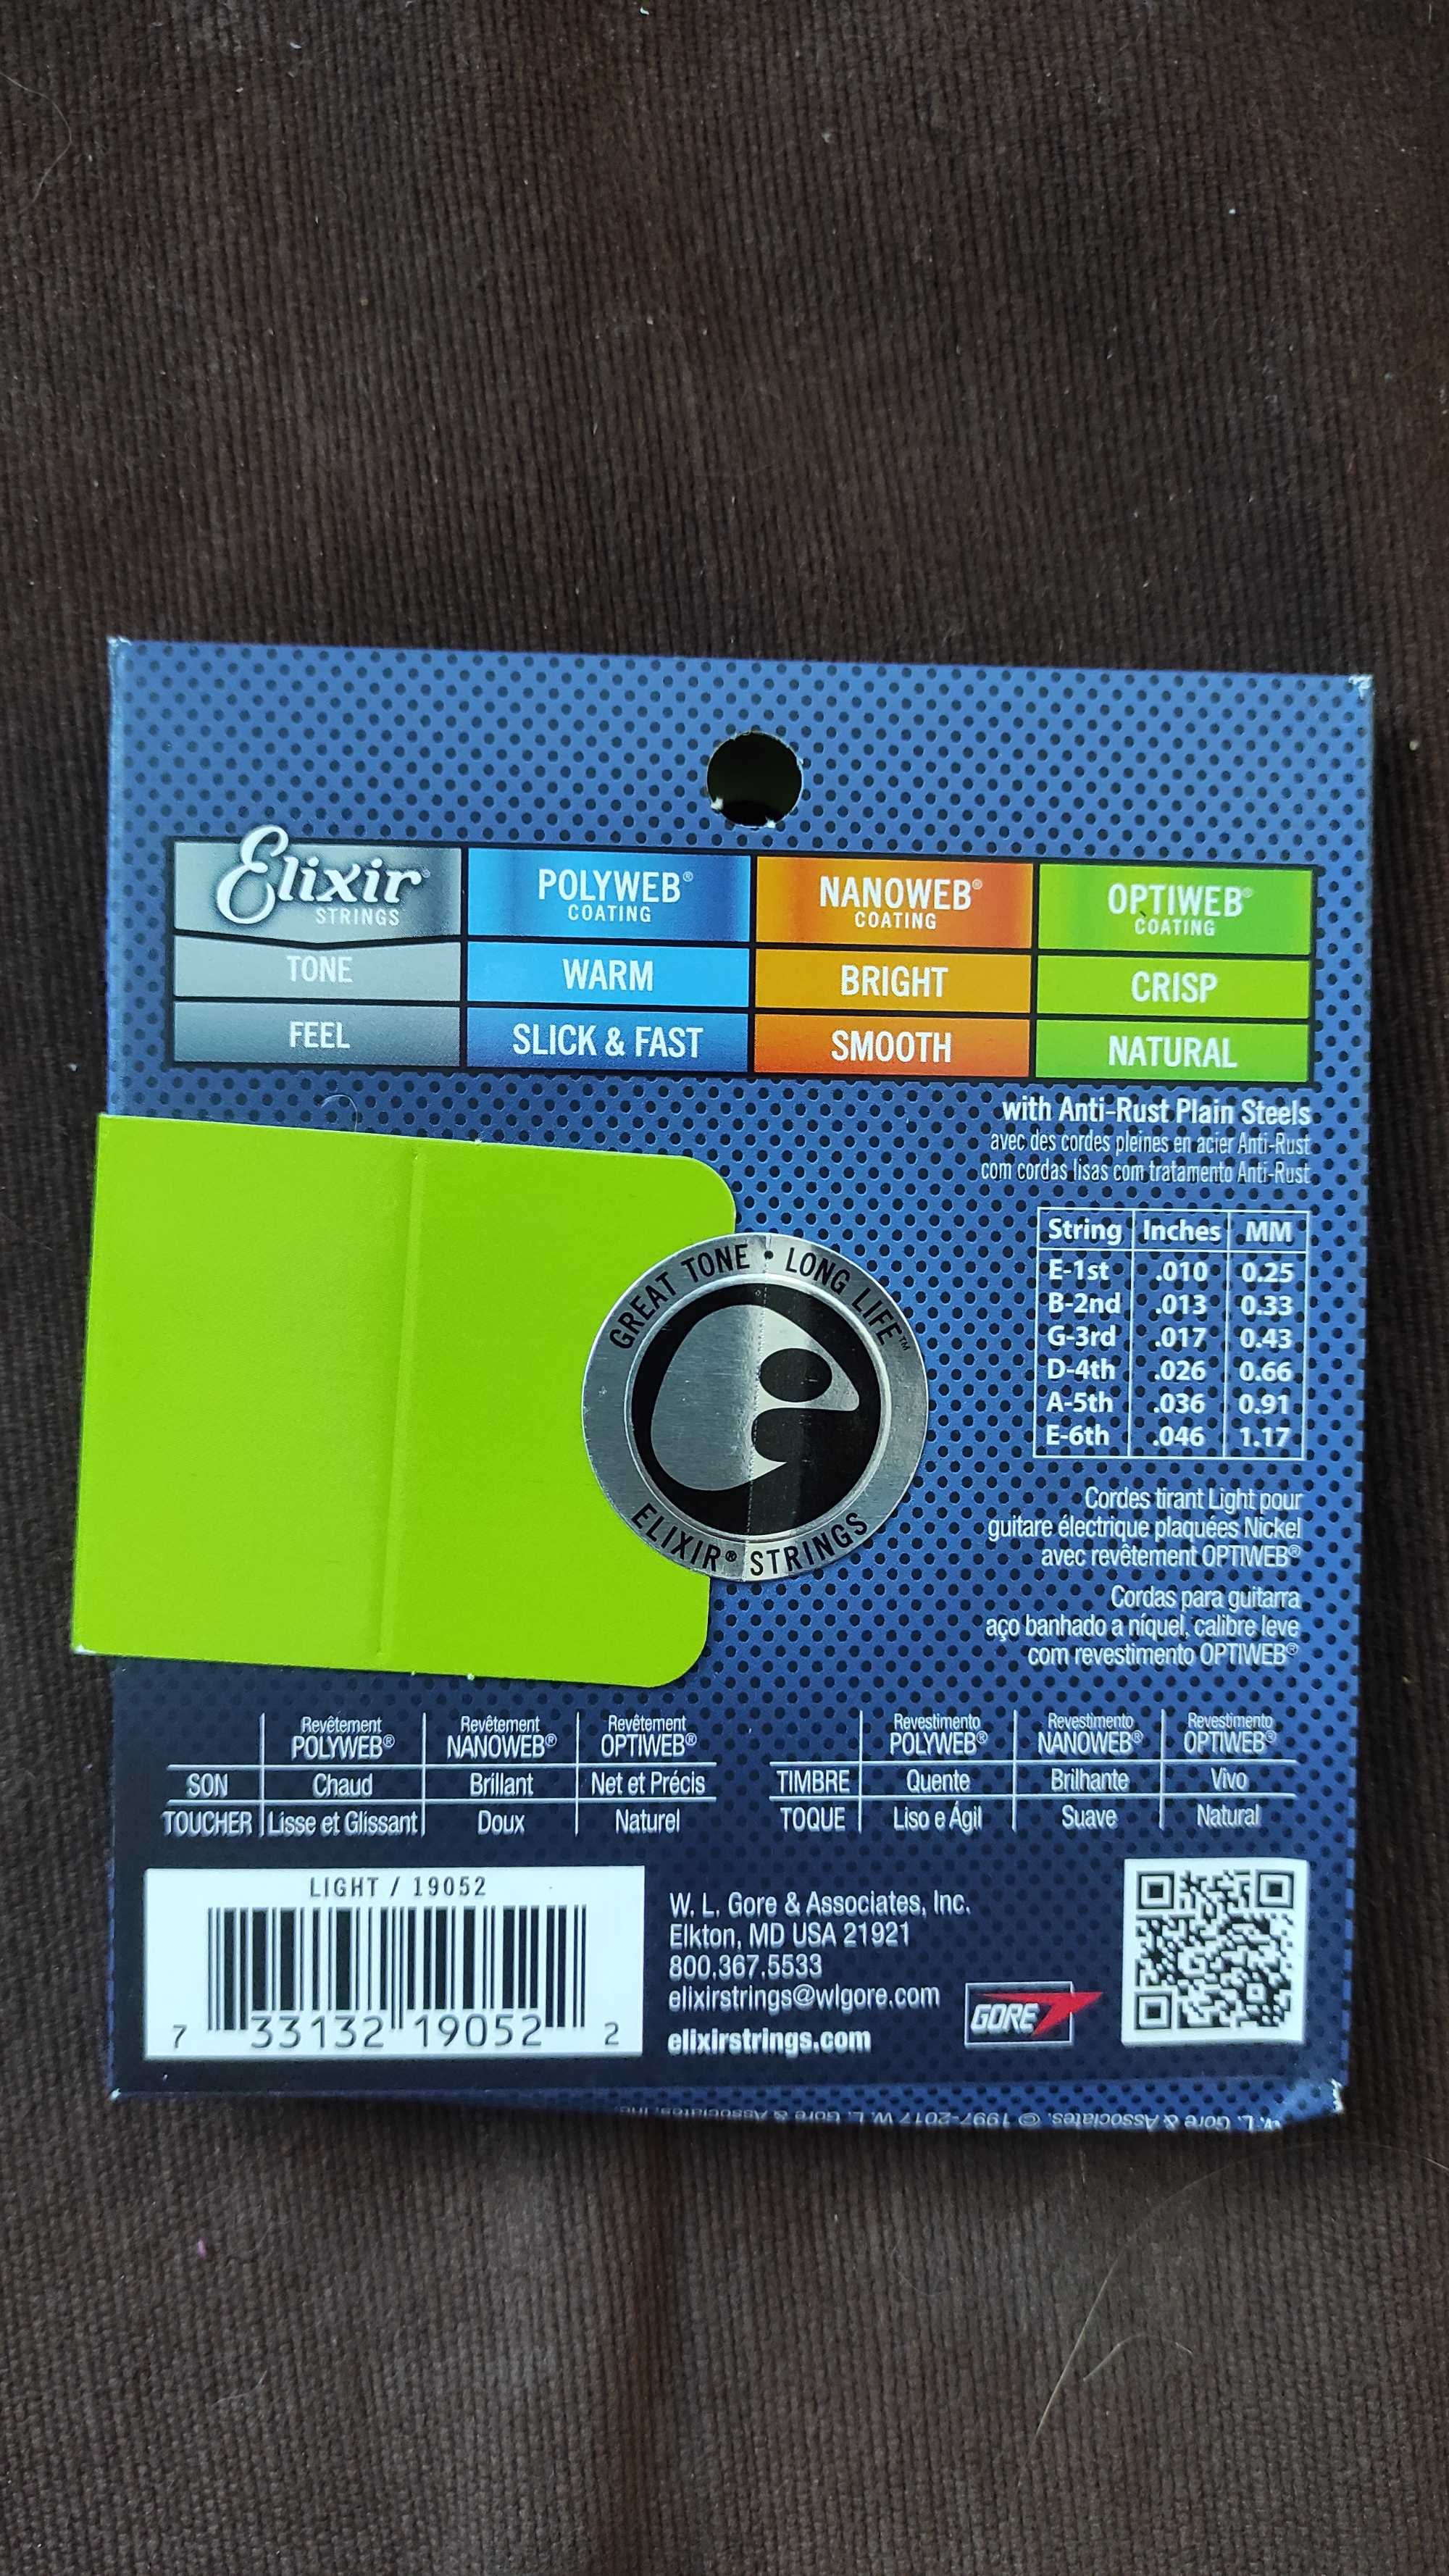 Elixir® POLYWEB® NANOWEB® OPTIWEB®
STRINGS COATING COATING COATING
TONE WARM BRIGHT CRISP
FEEL SLICK & FAST SMOOTH NATURAL
with Anti-Rust Plain Steels
avec des cordes pleines en acier Anti-Rust
com cordas lisas com tratamento Anti-Rust
String Inches MM
E-1st .010 0.25
B-2nd .013 0.33
G-3rd .017 0.43
D-4th .026 0.66
A-5th .036 0.91
E-6th .046 1.17
GREAT TONE • LONG LIFE™
ELIXIR® STRINGS
Cordes tirant Light pour
guitare électrique plaquées Nickel
avec revêtement OPTIWEB®
Cordas para guitarra
aço banhado a níquel, calibre leve
com revestimento OPTIWEB®
Revêtement Revêtement Revêtement
POLYWEB® NANOWEB® OPTIWEB®
SON Chaud Brillant Net et Précis
TOUCHER Lisse et Glissant Doux Naturel
Revestimento Revestimento Revestimento
POLYWEB® NANOWEB® OPTIWEB®
TIMBRE Quente Brilhante Vivo
TOQUE Liso e Ágil Suave Natural
LIGHT / 19052
7 33132 19052 2
W. L. Gore & Associates, Inc.
Elkton, MD USA 21921
800.367.5533
elixirstrings@wlgore.com
elixirstrings.com
GORE
W. L. Gore & Associates. © 1997-2017 W. L. Gore & Associates, Inc.